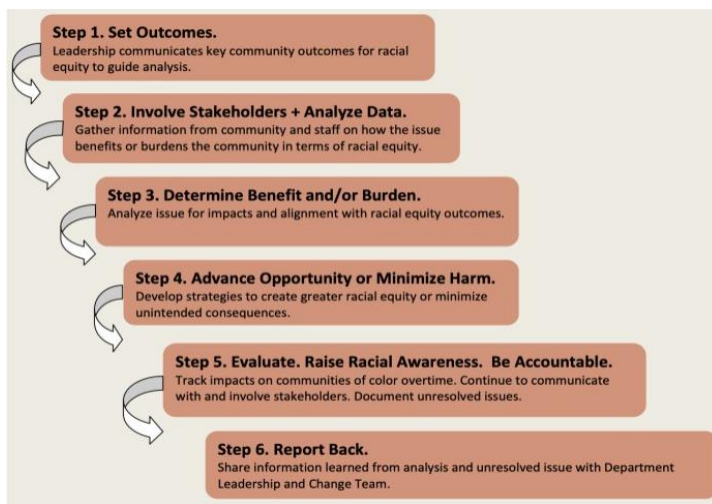 Step 1. Set Outcomes.
Leadership communicates key community outcomes for racial
equity to guide analysis.
Step 2. Involve Stakeholders + Analyze Data.
Gather information from community and staff on how the issue
benefits or burdens the community in terms of racial equity.
Step 3. Determine Benefit and/or Burden.
Analyze issue for impacts and alignment with racial equity outcomes.
Step 4. Advance Opportunity or Minimize Harm.
Develop strategies to create greater racial equity or minimize
unintended consequences.
Step 5. Evaluate. Raise Racial Awareness. Be Accountable.
Track impacts on communities of color overtime. Continue to communicate
with and involve stakeholders. Document unresolved issues.
Step 6. Report Back.
Share information learned from analysis and unresolved issue with Department
Leadership and Change Team.